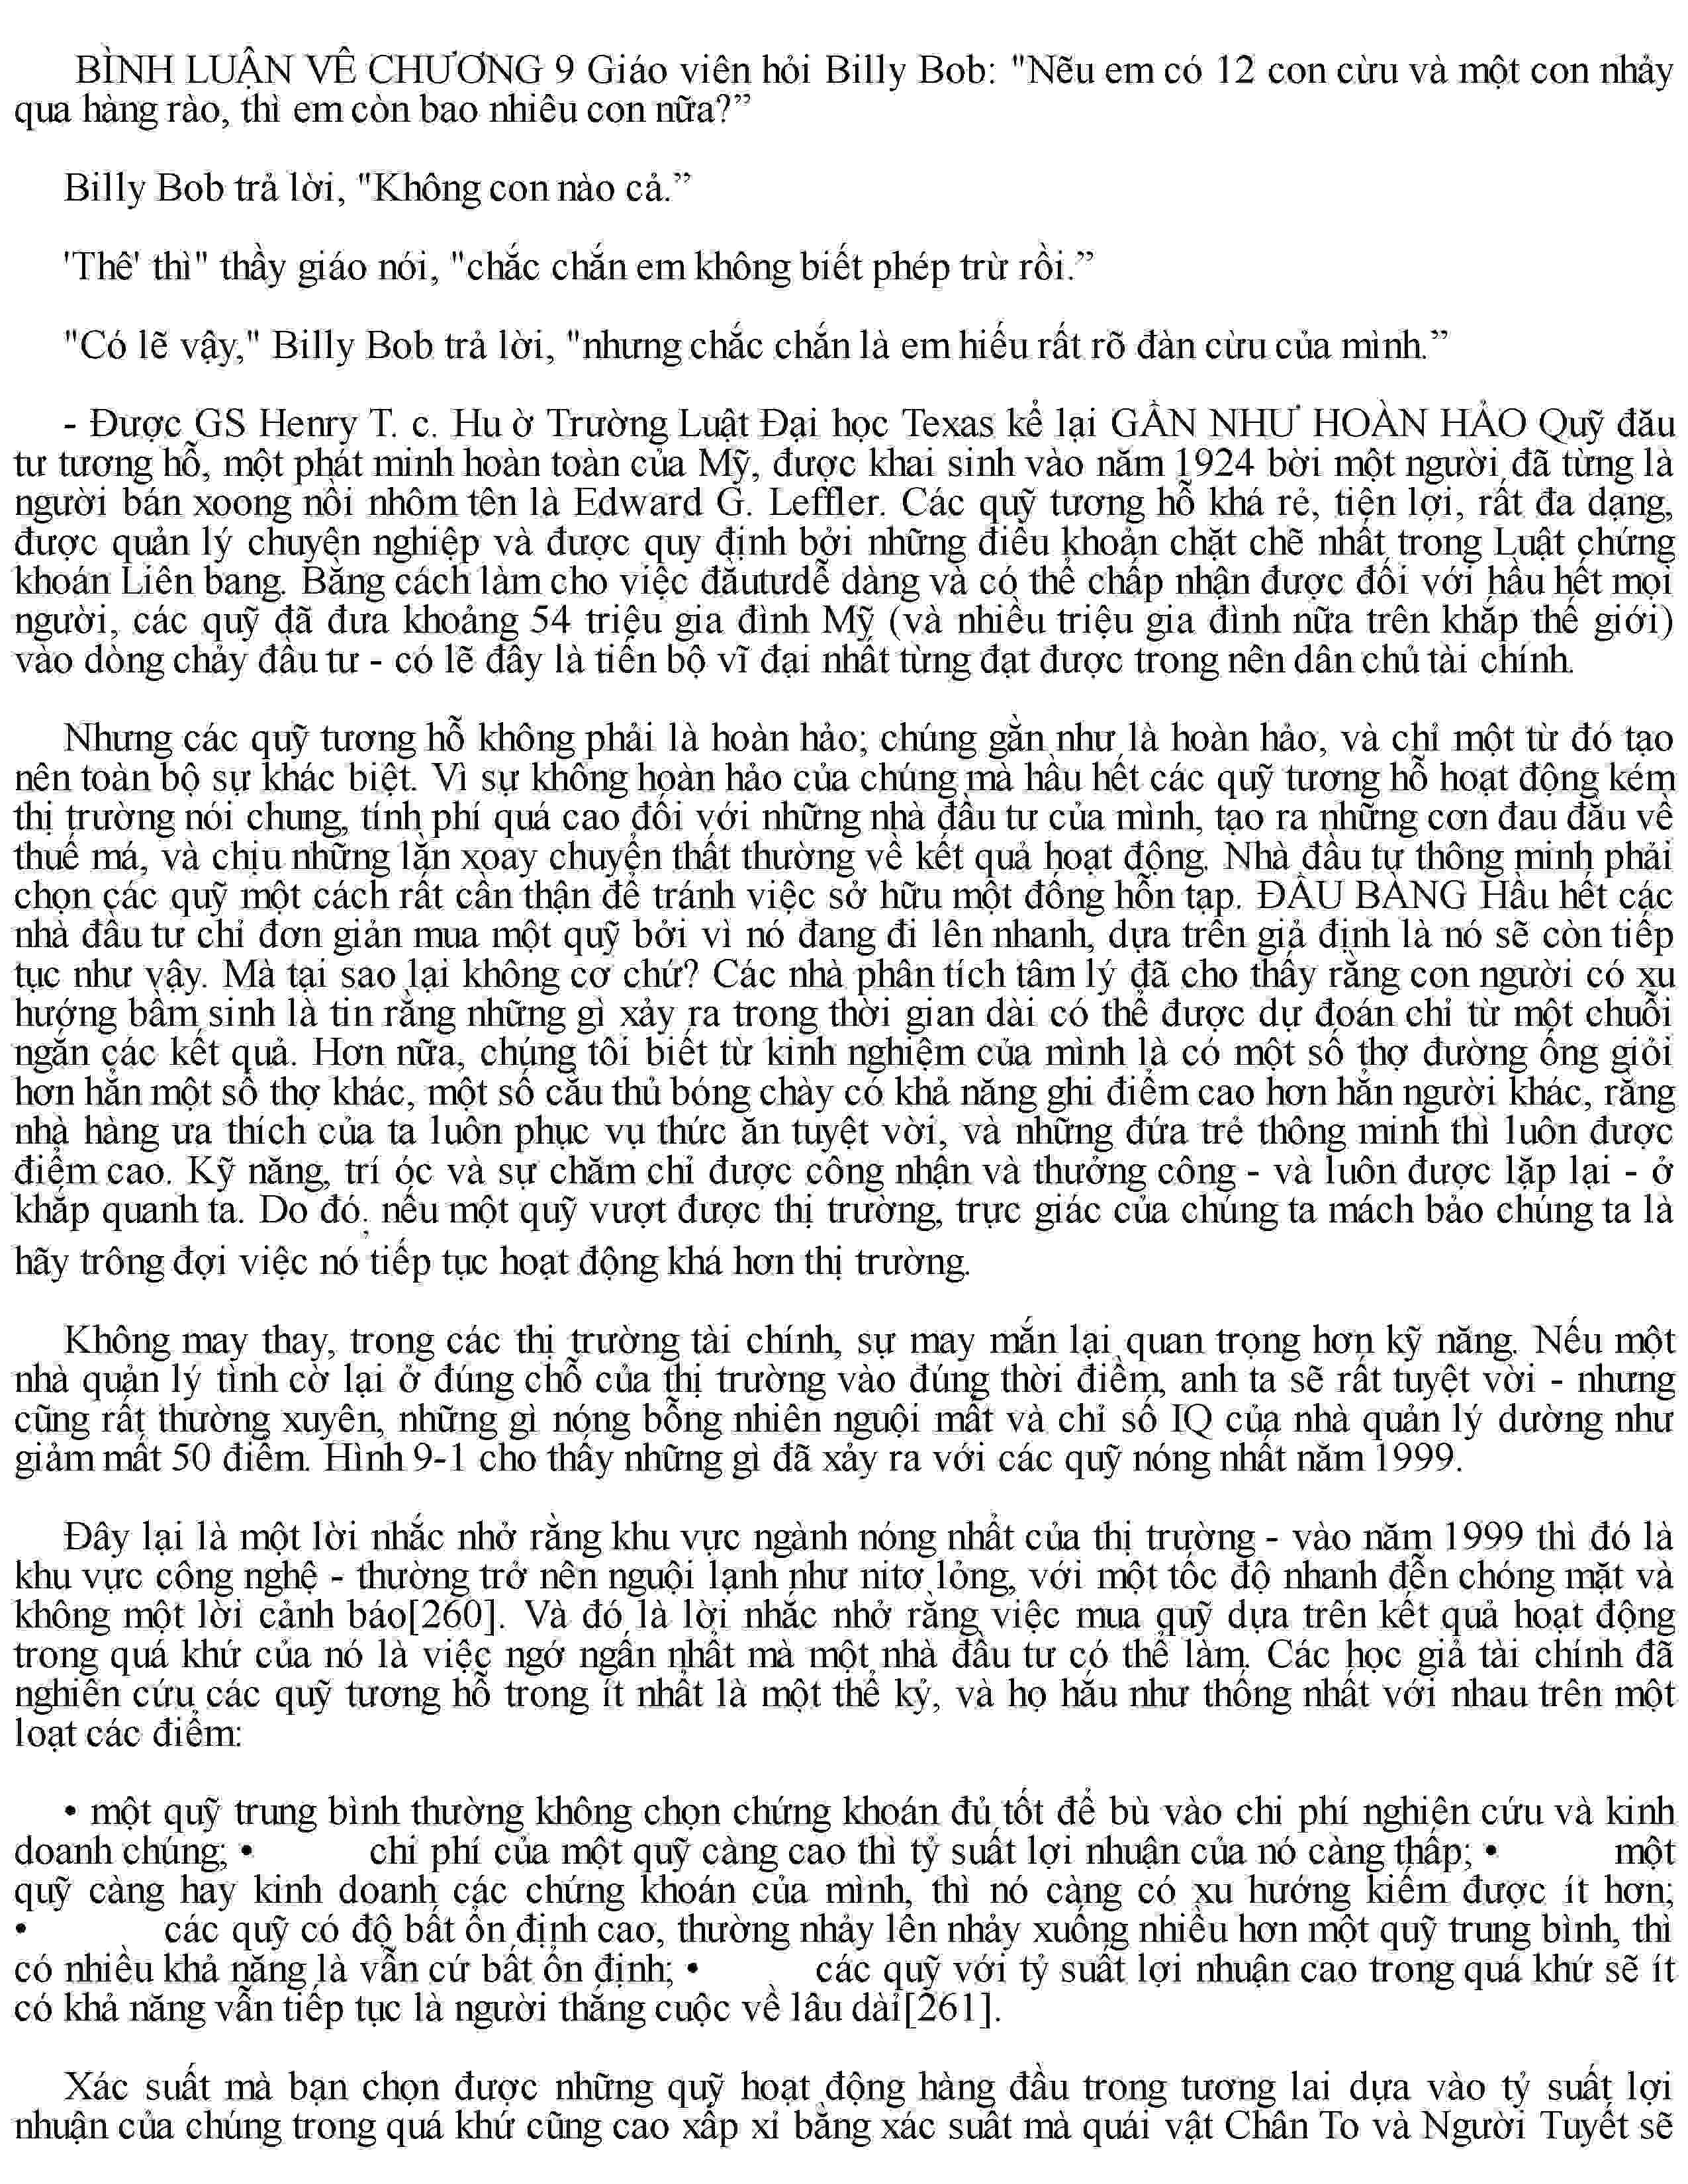 BÌNH LUẬN VÊ CHƯƠNG 9 Giáo viên hỏi Billy Bob: "Nẽu em có 12 con cừu và một con nhảy
qua hàng rào, thì em còn bao nhiêu con nữa?”
Billy Bob trả lời, "Không con nào cả.”
'Thê' thì" thầy giáo nói, "chắc chắn em không biết phép trừ rồi.”
"Có lẽ vậy," Billy Bob trả lời, "nhưng chắc chắn là em hiếu rất rõ đàn cừu của mình.”
- Được GS Henry T. c. Hu ờ Trường Luật Đại học Texas kể lại GẦN NHƯ HOÀN HẢO Quỹ đău
tư tương hỗ, một phát minh hoàn toàn của Mỹ, được khai sinh vào năm 1924 bời một người đã từng là
người bán xoong nồi nhôm tên là Edward G. Leffler. Các quỹ tương hỗ khá rẻ, tiện lợi, rất đa dạng,
được quản lý chuyên nghiệp và được quy định bởi những điều khoản chặt chẽ nhất trong Luật chứng
khoán Liên bang. Bằng cách làm cho việc đăutưdễ dàng và có thể chấp nhận được đối với hầu hết mọi
người, các quỹ đã đưa khoảng 54 triệu gia đình Mỹ (và nhiều triệu gia đình nữa trên khắp thế giới)
vào dòng chảy đầu tư - có lẽ đây là tiến bộ vĩ đại nhất từng đạt được trong nên dân chủ tài chính.
Nhưng các quỹ tương hỗ không phải là hoàn hảo; chúng gằn như là hoàn hảo, và chỉ một từ đó tạo
nên toàn bộ sự khác biệt. Vì sự không hoàn hảo của chúng mà hầu hết các quỹ tương hỗ hoạt động kém
thị trường nói chung, tính phí quá cao đối với những nhà đầu tư của mình, tạo ra những cơn đau đầu về
thuế má, và chịu những lần xoay chuyển thất thường về kết quả hoạt động. Nhà đầu tư thông minh phải
chọn các quỹ một cách rất cần thận để tránh việc sở hữu một đống hỗn tạp. ĐẦU BẢNG Hầu hết các
nhà đầu tư chỉ đơn giản mua một quỹ bởi vì nó đang đi lên nhanh, dựa trên giả định là nó sẽ còn tiếp
tục như vậy. Mà tại sao lại không cơ chứ? Các nhà phân tích tâm lý đã cho thấy rằng con người có xu
hướng bẩm sinh là tin rằng những gì xảy ra trong thời gian dài có thể được dự đoán chỉ từ một chuỗi
ngắn các kết quả. Hơn nữa, chúng tôi biết từ kinh nghiệm của mình là có một số thợ đường ống giỏi
hơn hẳn một số thợ khác, một số cầu thủ bóng chày có khả năng ghi điểm cao hơn hẳn người khác, rằng
nhà hàng ưa thích của ta luôn phục vụ thức ăn tuyệt vời, và những đứa trẻ thông minh thì luôn được
điểm cao. Kỹ năng, trí óc và sự chăm chỉ được công nhận và thưởng công - và luôn được lặp lại - ở
khắp quanh ta. Do đó, nếu một quỹ vượt được thị trường, trực giác của chúng ta mách bảo chúng ta là
hãy trông đợi việc nó tiếp tục hoạt động khá hơn thị trường.
Không may thay, trong các thị trường tài chính, sự may mắn lại quan trọng hơn kỹ năng. Nếu một
nhà quản lý tình cờ lại ở đúng chỗ của thị trường vào đúng thời điềm, anh ta sẽ rất tuyệt vời - nhưng
cũng rất thường xuyên, những gì nóng bỗng nhiên nguội mất và chỉ số IQ của nhà quản lý dường như
giảm mất 50 điểm. Hình 9-1 cho thấy những gì đã xảy ra với các quỹ nóng nhất năm 1999.
Đây lại là một lời nhắc nhở rằng khu vực ngành nóng nhất của thị trường - vào năm 1999 thì đó là
khu vực công nghệ - thường trở nên nguội lạnh như nitơ lỏng, với một tốc độ nhanh đến chóng mặt và
không một lời cảnh báo[260]. Và đó là lời nhắc nhở rằng việc mua quỹ dựa trên kết quả hoạt động
trong quá khứ của nó là việc ngớ ngẩn nhất mà một nhà đầu tư có thể làm. Các học giả tài chính đã
nghiên cứu các quỹ tương hỗ trong ít nhất là một thế kỷ, và họ hầu như thống nhất với nhau trên một
loạt các điểm:
• một quỹ trung bình thường không chọn chứng khoán đủ tốt để bù vào chi phí nghiên cứu và kinh
doanh chúng; • chi phí của một quỹ càng cao thì tỷ suất lợi nhuận của nó càng thấp; • một
quỹ càng hay kinh doanh các chứng khoán của mình, thì nó càng có xu hướng kiếm được ít hơn;
• các quỹ có độ bất ổn định cao, thường nhảy lên nhảy xuống nhiều hơn một quỹ trung bình, thì
có nhiều khả năng là vẫn cứ bất ổn định; • các quỹ với tỷ suất lợi nhuận cao trong quá khứ sẽ ít
có khả năng vẫn tiếp tục là người thắng cuộc về lâu dài[261].
Xác suất mà bạn chọn được những quỹ hoạt động hàng đầu trong tương lai dựa vào tỷ suất lợi
nhuận của chúng trong quá khứ cũng cao xấp xỉ bằng xác suất mà quái vật Chân To và Người Tuyết sẽ